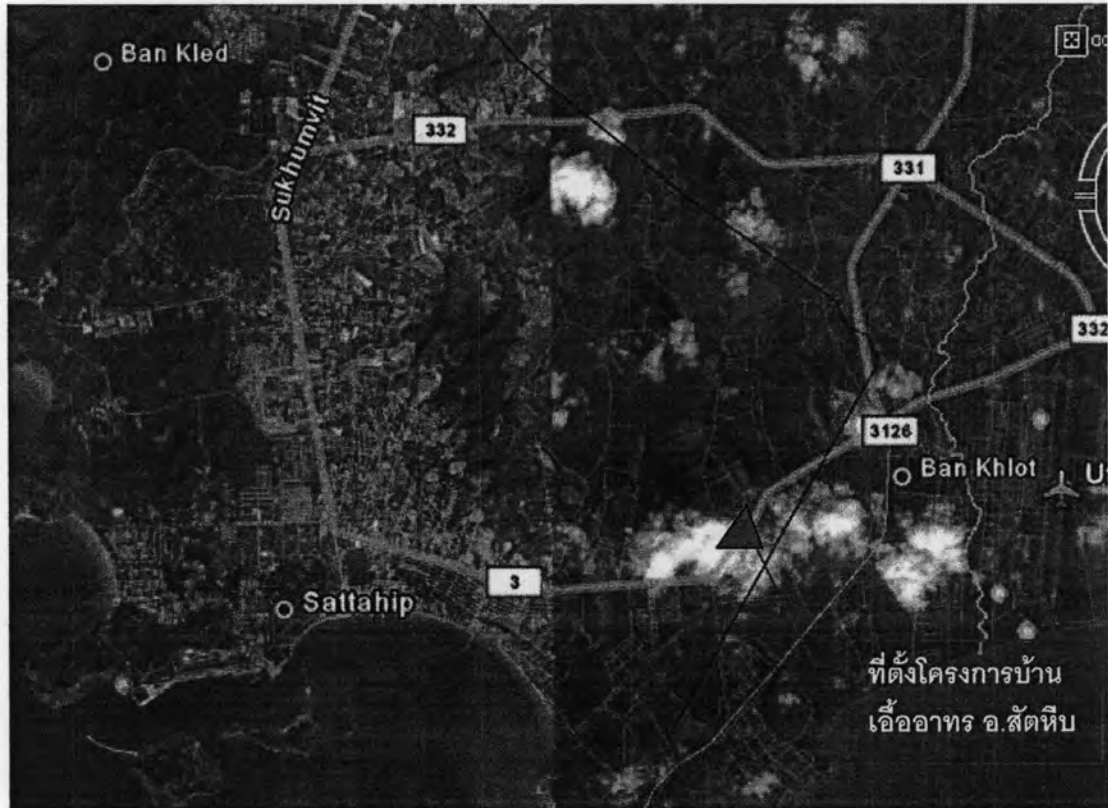 Ban Kled
Sukhumvit
332
331
332
3126
Ban Khlot
3
Sattahip
ที่ตั้งโครงการบ้าน
เอื้ออาทร อ.สัตหีบ